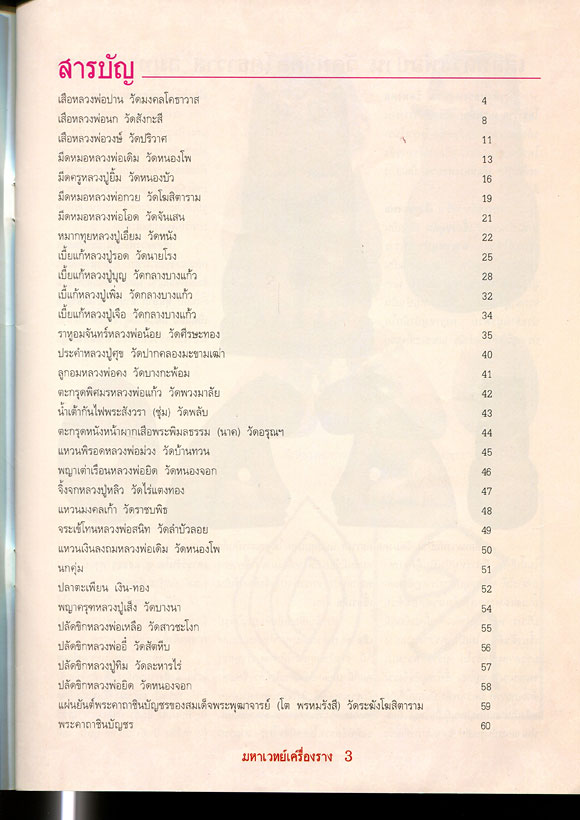 สารบัญ
เสือหลวงพ่อปาน วัดมงคลโคธาวาส 4
เสือหลวงพ่อนก วัดสังกะสี 8
เสือหลวงพ่อวงษ์ วัดปริวาศ 11
มีดหมอหลวงพ่อเดิม วัดหนองโพ 13
มีดครูหลวงปู่ยิ้ม วัดหนองบัว 16
มีดหมอหลวงพ่อกวย วัดโฆสิตาราม 19
มีดหมอหลวงพ่อโอด วัดจันเสน 21
หมากทุยหลวงปู่เอี่ยม วัดหนัง 22
เบี้ยแก้หลวงปู่รอด วัดนายโรง 25
เบี้ยแก้หลวงปู่บุญ วัดกลางบางแก้ว 28
เบี้แก้หลวงปู่เพิ่ม วัดกลางบางแก้ว 32
เบี้ยแก้หลวงปู่เจือ วัดกลางบางแก้ว 34
ราหูอมจันทร์หลวงพ่อน้อย วัดศีรษะทอง 35
ประคำหลวงปู่ศุข วัดปากคลองมะขามเฒ่า 40
ลูกอมหลวงพ่อคง วัดบางกะพ้อม 41
ตะกรุดพิศมรหลวงพ่อแก้ว วัดพวงมาลัย 42
น้ำเต้ากันไฟพระสังวรา (ชุ่ม) วัดพลับ 43
ตะกรุดหนังหน้าผากเสือพระพิมลธรรม (นาค) วัดอรุณฯ 44
แหวนพิรอดหลวงพ่อม่วง วัดบ้านทวน 45
พญาเต่าเรือนหลวงพ่อยิด วัดหนองจอก 46
จิ้งจกหลวงปู่หลิว วัดไร่แตงทอง 47
แหวนมงคลเก้า วัดราชบพิธ 48
จระเข้โทนหลวงพ่อสนิท วัดลำบัวลอย 49
แหวนเงินลงถมหลวงพ่อเดิม วัดหนองโพ 50
นกคุ่ม 51
ปลาตะเพียน เงิน-ทอง 52
พญาครุฑหลวงปู่เส็ง วัดบางนา 54
ปลัดขิกหลวงพ่อเหลือ วัดสาวชะโงก 55
ปลัดขิกหลวงพ่ออี๋ วัดสัตหีบ 56
ปลัดขิกหลวงปู่ทิม วัดละหารไร่ 57
ปลัดขิกหลวงพ่อยิด วัดหนองจอก 58
แผ่นยันต์พระคาถาชินบัญชรของสมเด็จพระพุฒาจารย์ (โต พรหมรังสี) วัดระฆังโฆสิตาราม 59
พระคาถาชินบัญชร 60
มหาเวทย์เครื่องราง 3